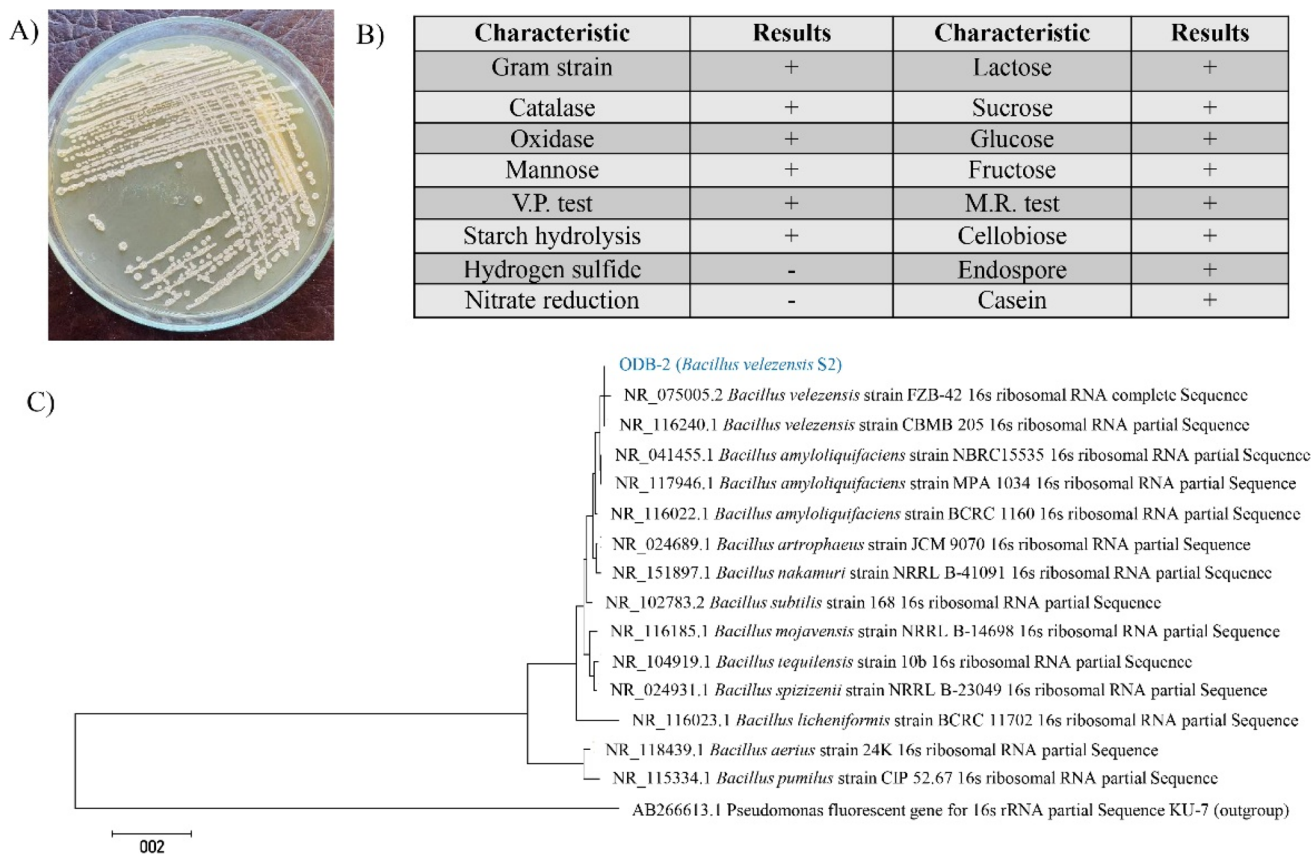 A)
B)
Characteristic Results Characteristic Results
Gram strain + Lactose +
Catalase + Sucrose +
Oxidase + Glucose +
Mannose + Fructose +
V.P. test + M.R. test +
Starch hydrolysis + Cellobiose +
Hydrogen sulfide - Endospore +
Nitrate reduction - Casein +
C)
ODB-2 (Bacillus velezensis S2)
NR_075005.2 Bacillus velezensis strain FZB-42 16s ribosomal RNA complete Sequence
NR_116240.1 Bacillus velezensis strain CBMB 205 16s ribosomal RNA partial Sequence
NR_041455.1 Bacillus amyloliquifaciens strain NBRC15535 16s ribosomal RNA partial Sequence
NR_117946.1 Bacillus amyloliquifaciens strain MPA 1034 16s ribosomal RNA partial Sequence
NR_116022.1 Bacillus amyloliquifaciens strain BCRC 1160 16s ribosomal RNA partial Sequence
NR_024689.1 Bacillus artrophaeus strain JCM 9070 16s ribosomal RNA partial Sequence
NR_151897.1 Bacillus nakamuri strain NRRL B-41091 16s ribosomal RNA partial Sequence
NR_102783.2 Bacillus subtilis strain 168 16s ribosomal RNA partial Sequence
NR_116185.1 Bacillus mojavensis strain NRRL B-14698 16s ribosomal RNA partial Sequence
NR_104919.1 Bacillus tequilensis strain 10b 16s ribosomal RNA partial Sequence
NR_024931.1 Bacillus spizizenii strain NRRL B-23049 16s ribosomal RNA partial Sequence
NR_116023.1 Bacillus licheniformis strain BCRC 11702 16s ribosomal RNA partial Sequence
NR_118439.1 Bacillus aerius strain 24K 16s ribosomal RNA partial Sequence
NR_115334.1 Bacillus pumilus strain CIP 52.67 16s ribosomal RNA partial Sequence
AB266613.1 Pseudomonas fluorescent gene for 16s rRNA partial Sequence KU-7 (outgroup)
002